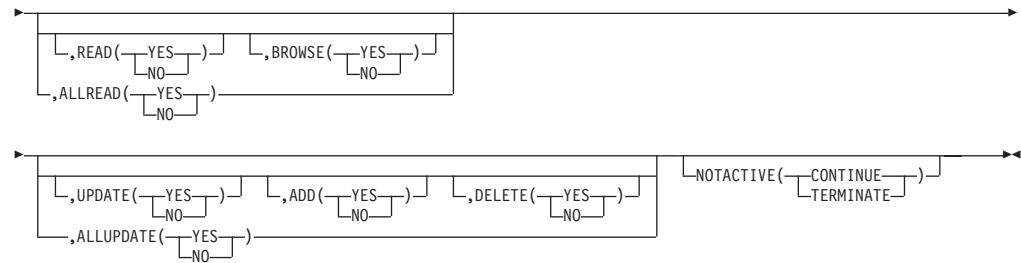 ,READ( YES ) ,BROWSE( YES )
NO NO
,ALLREAD( YES )
NO
,UPDATE( YES ) ,ADD( YES ) ,DELETE( YES ) NOTACTIVE( CONTINUE )
NO NO NO TERMINATE
,ALLUPDATE( YES )
NO